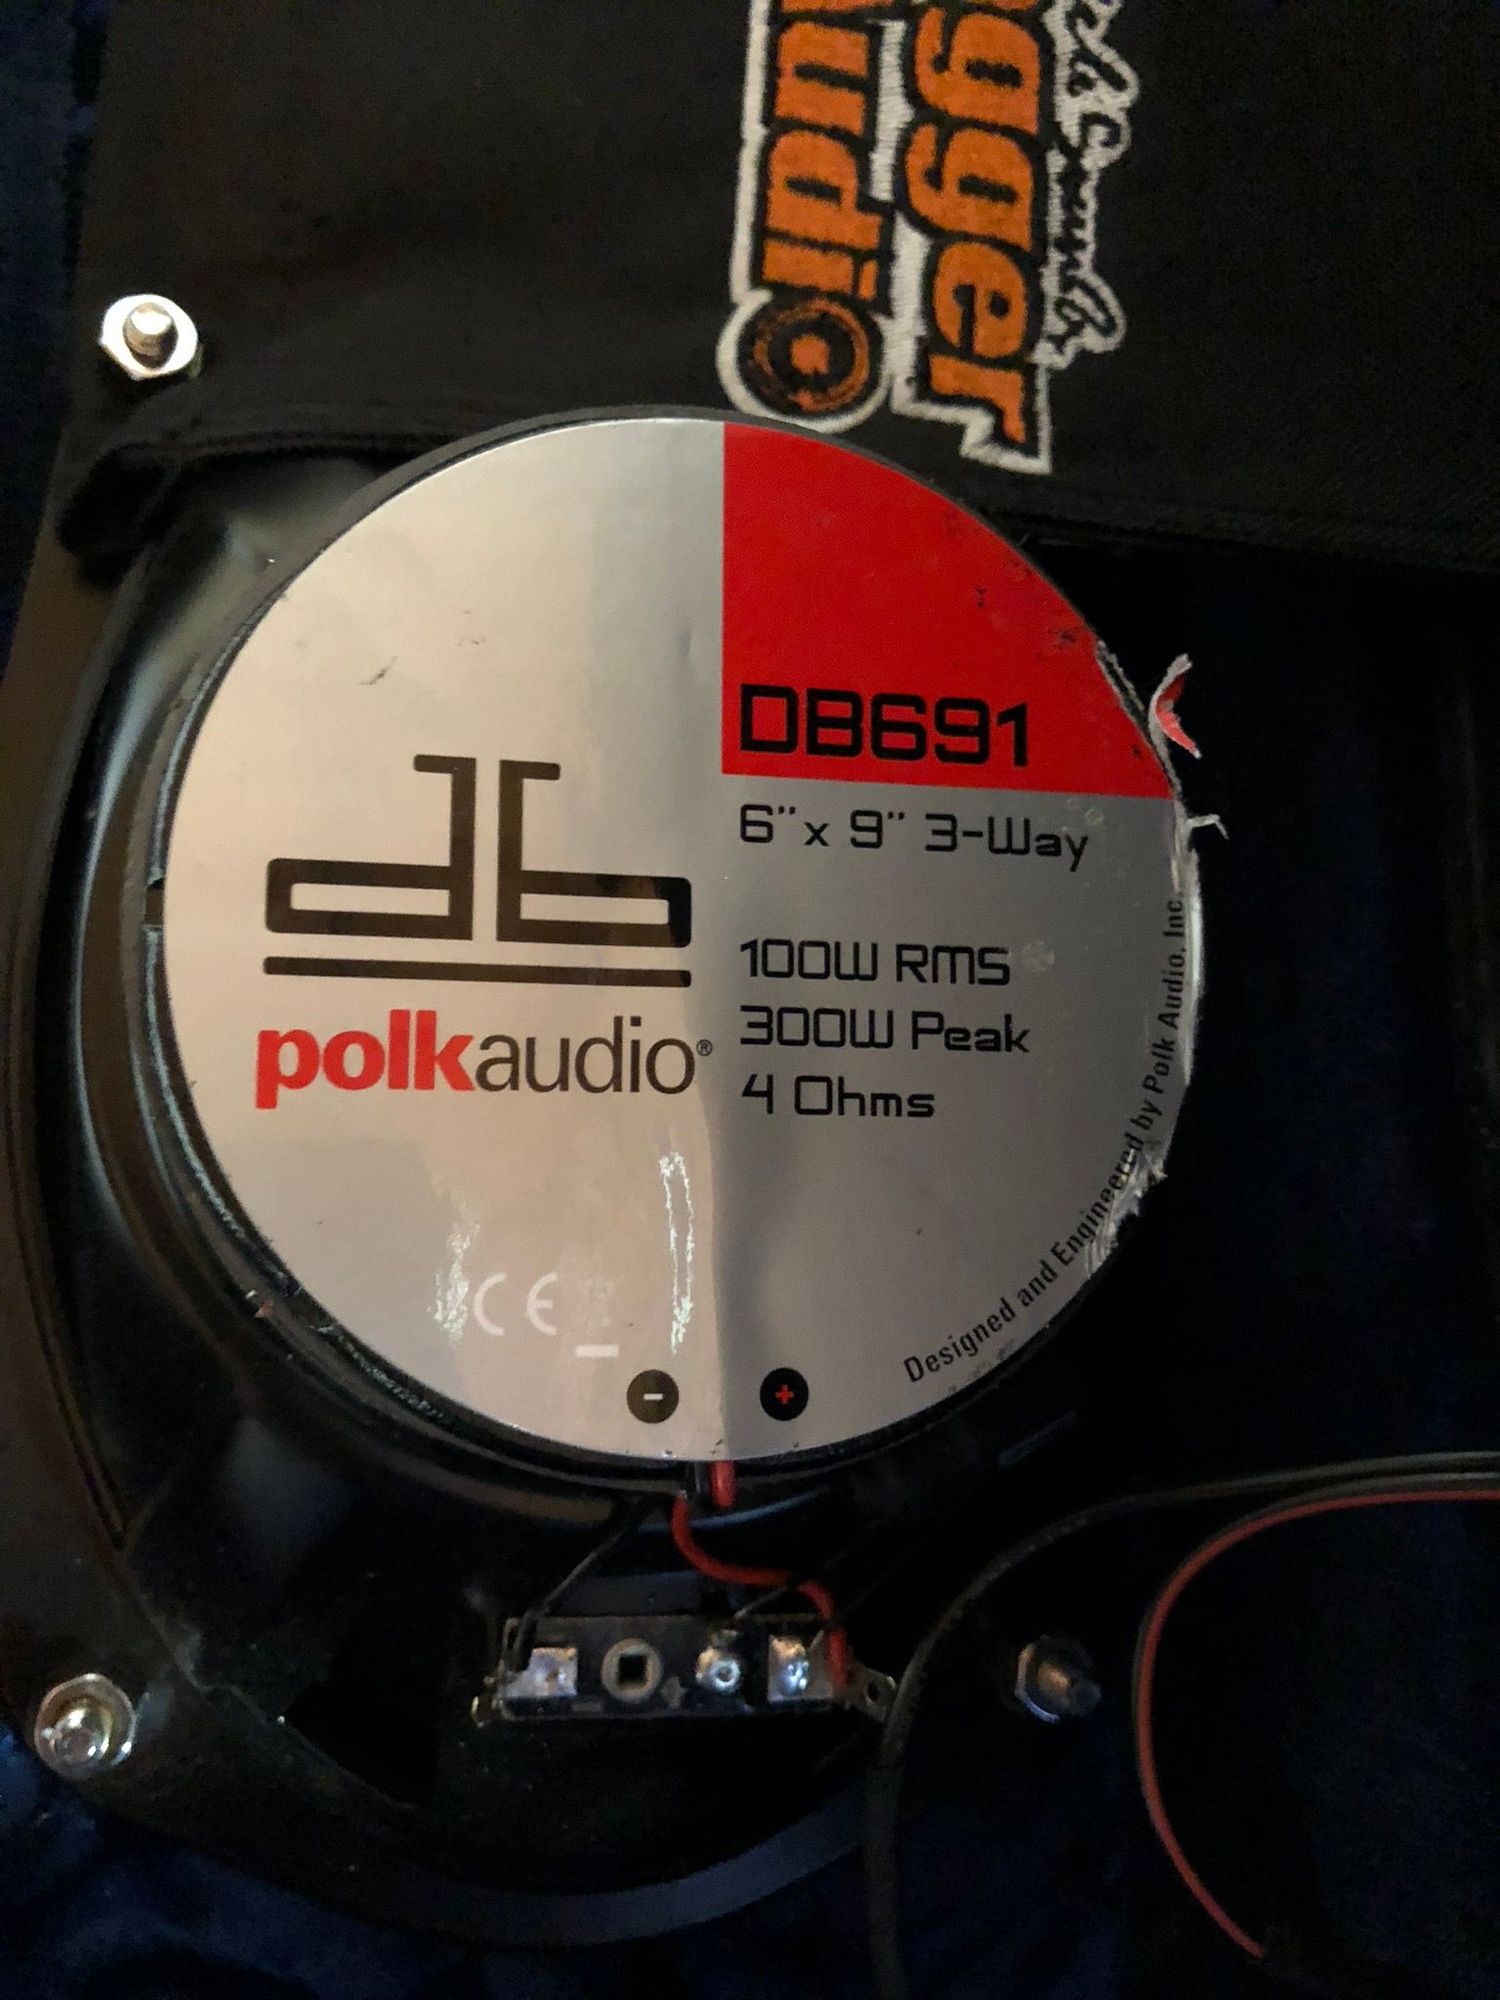 Audio
db
polkaudio®
DB691
6" x 9" 3-Way
100W RMS
300W Peak
4 Ohms
Designed and Engineered by Polk Audio, Inc.
CE
- +